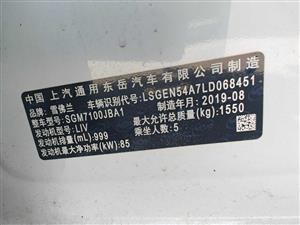 中国 上汽通用东岳汽车有限公司制造
品牌: 雪佛兰 车辆识别代号: LSGEN54A7LD068451
整车型号: SGM7100JBA1 制造年月: 2019-08
发动机型号: LIV 最大允许总质量(kg): 1550
发动机排量(mL): 999 乘坐人数: 5
发动机最大净功率(kW): 85